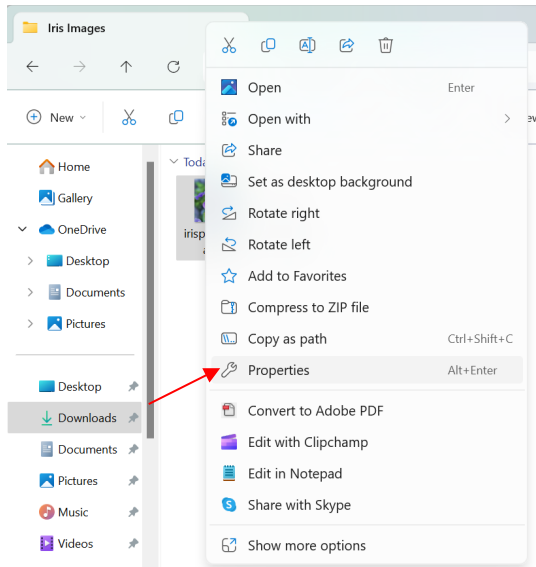 Iris Images
New
Home
Gallery
OneDrive
Desktop
Documents
Pictures
Desktop
Downloads
Documents
Pictures
Music
Videos
Open Enter
Open with
Share
Set as desktop background
Rotate right
Rotate left
Add to Favorites
Compress to ZIP file
Copy as path Ctrl+Shift+C
Properties Alt+Enter
Convert to Adobe PDF
Edit with Clipchamp
Edit in Notepad
Share with Skype
Show more options